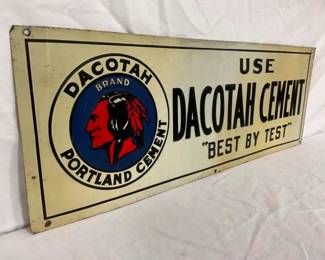 DACOTAH
BRAND
PORTLAND CEMENT
USE
DACOTAH CEMENT
"BEST BY TEST"